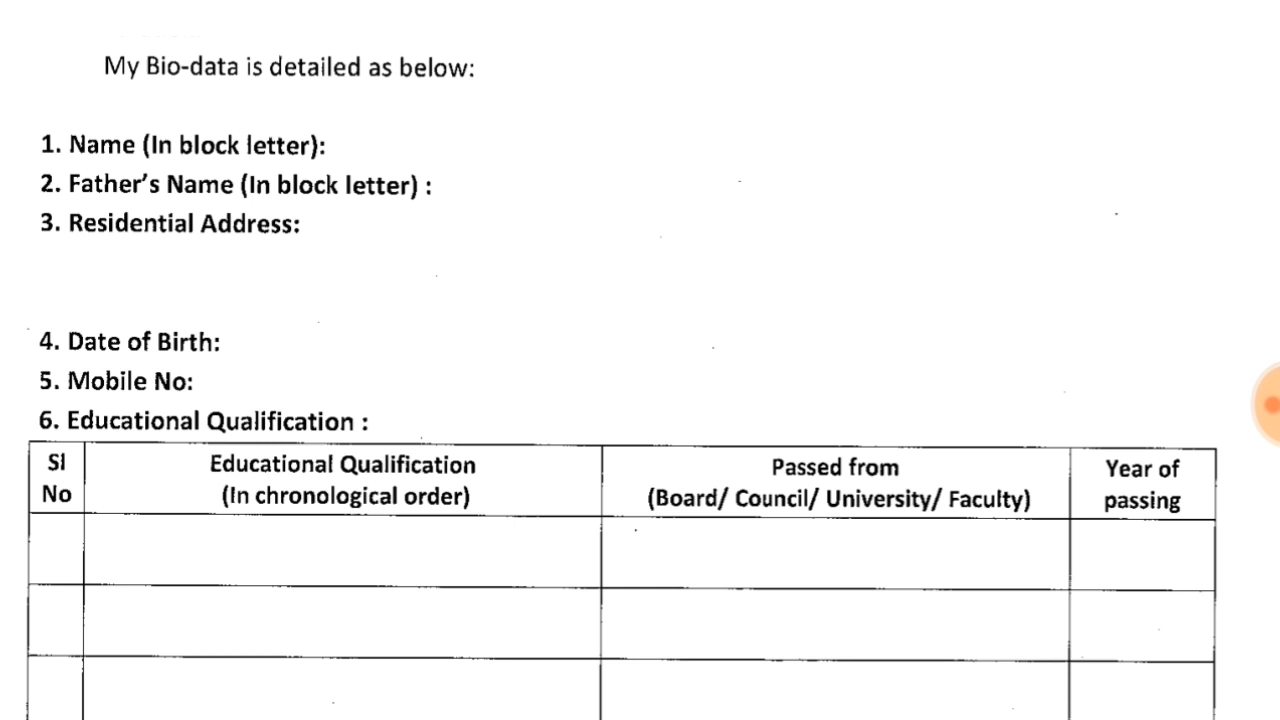 My Bio-data is detailed as below:
1. Name (In block letter):
2. Father's Name (In block letter) :
3. Residential Address:
4. Date of Birth:
5. Mobile No:
6. Educational Qualification :
Sl No
Educational Qualification
(In chronological order)
Passed from
(Board/ Council/ University/ Faculty)
Year of
passing